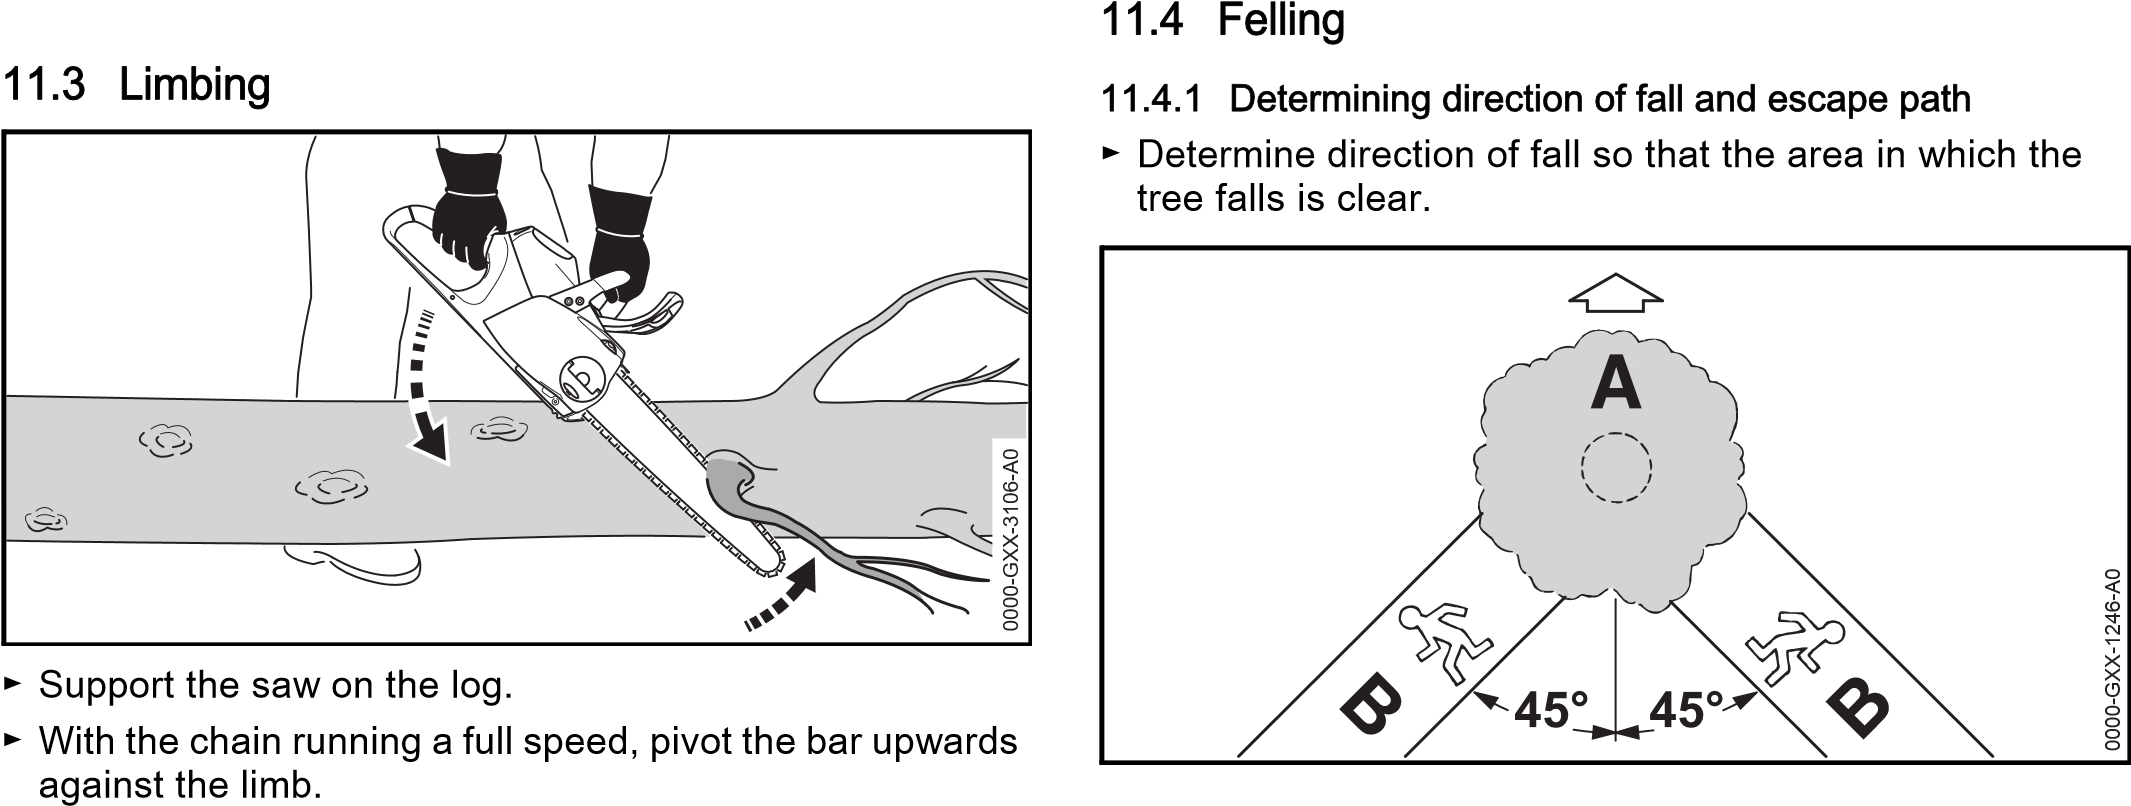 11.3 Limbing
0000-GXX-3106-A0
► Support the saw on the log.
► With the chain running a full speed, pivot the bar upwards
against the limb.
11.4 Felling
11.4.1 Determining direction of fall and escape path
► Determine direction of fall so that the area in which the
tree falls is clear.
A
B
45° 45°
B
0000-GXX-1246-A0